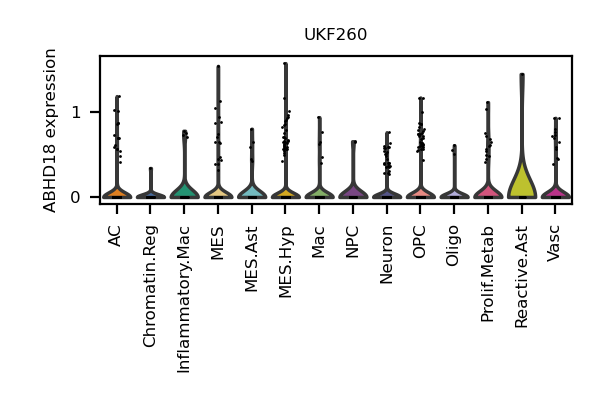 UKF260
ABHD18 expression
1
0
AC
Chromatin.Reg
Inflammatory.Mac
MES
MES.Ast
MES.Hyp
Mac
NPC
Neuron
OPC
Oligo
Prolif.Metab
Reactive.Ast
Vasc